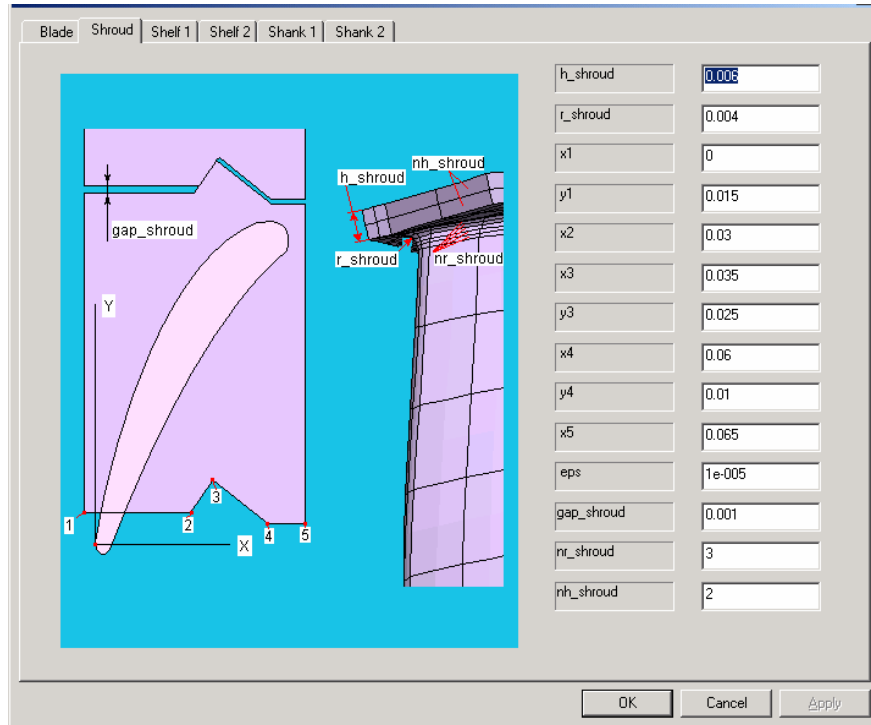 Blade Shroud Shelf 1 Shelf 2 Shank 1 Shank 2
gap_shroud
Y
X
1
2
3
4
5
h_shroud
nh_shroud
r_shroud
nr_shroud
h_shroud 0.006
r_shroud 0.004
x1 0
y1 0.015
x2 0.03
x3 0.035
y3 0.025
x4 0.06
y4 0.01
x5 0.065
eps 1e-005
gap_shroud 0.001
nr_shroud 3
nh_shroud 2
OK Cancel Apply